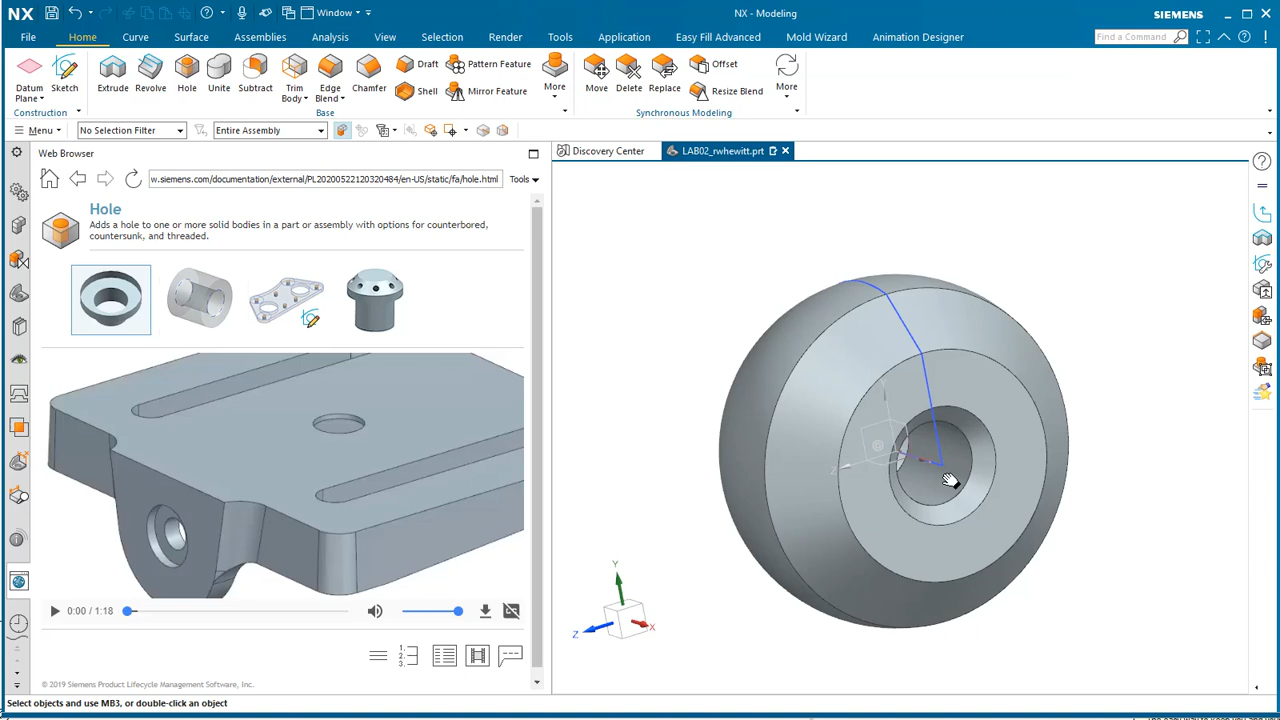 NX
Window
NX - Modeling
SIEMENS
File
Home
Curve
Surface
Assemblies
Analysis
View
Selection
Render
Tools
Application
Easy Fill Advanced
Mold Wizard
Animation Designer
Find a Command
Datum
Plane
Sketch
Extrude
Revolve
Hole
Unite
Subtract
Trim
Body
Edge
Blend
Chamfer
Draft
Shell
Pattern Feature
Mirror Feature
More
Move
Delete
Replace
Offset
Resize Blend
More
Construction
Base
Synchronous Modeling
Menu
No Selection Filter
Entire Assembly
Web Browser
Discovery Center
LAB02_rwhewitt.prt
w.siemens.com/documentation/external/PL20200522120320484/en-US/static/fa/hole.html
Tools
Hole
Adds a hole to one or more solid bodies in a part or assembly with options for counterbored,
countersunk, and threaded.
0:00 / 1:18
© 2019 Siemens Product Lifecycle Management Software, Inc.
Y
Z
X
Z
Select objects and use MB3, or double-click an object